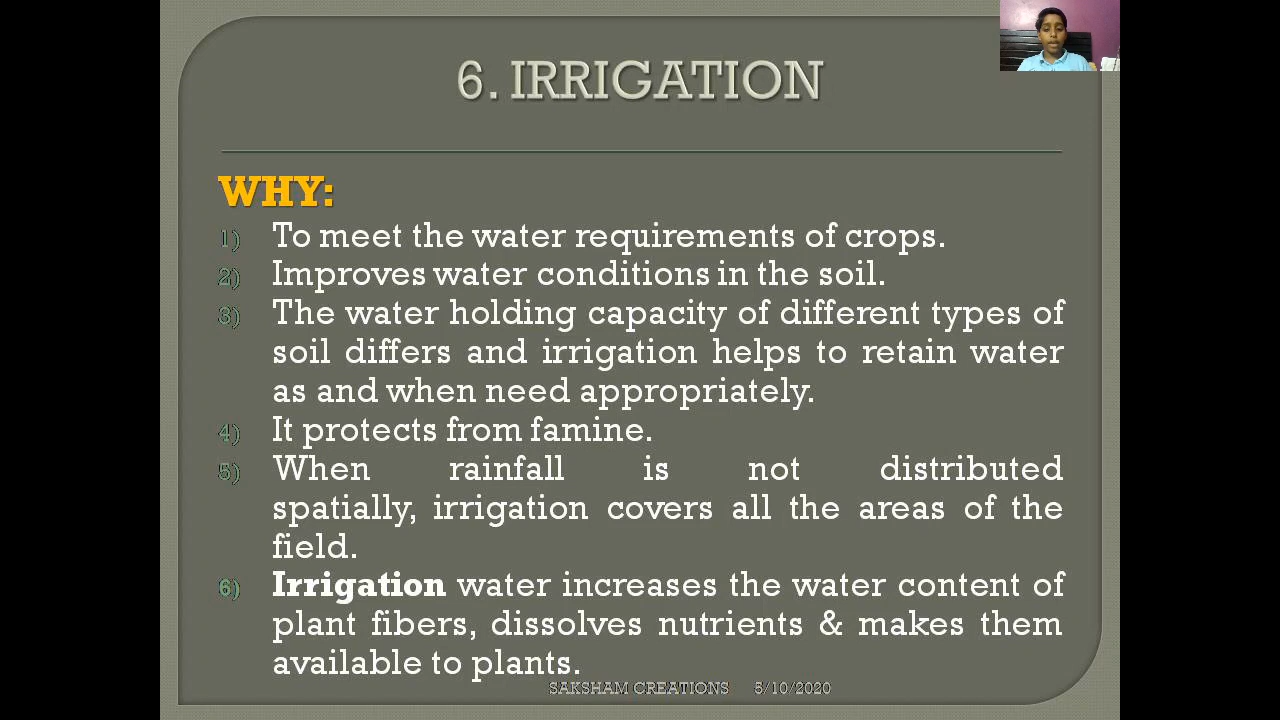 6. IRRIGATION
WHY:
1) To meet the water requirements of crops.
2) Improves water conditions in the soil.
3) The water holding capacity of different types of
soil differs and irrigation helps to retain water
as and when need appropriately.
4) It protects from famine.
5) When rainfall is not distributed
spatially, irrigation covers all the areas of the
field.
6) Irrigation water increases the water content of
plant fibers, dissolves nutrients & makes them
available to plants.
SAKSHAM CREATIONS 5/10/2020